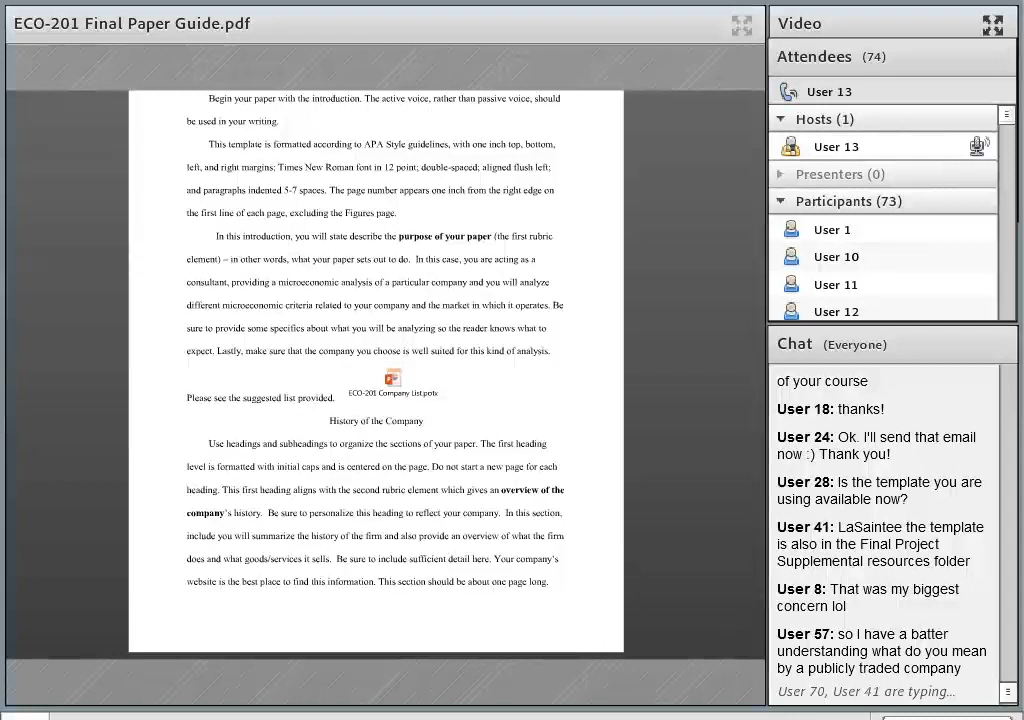 ECO-201 Final Paper Guide.pdf
Begin your paper with the introduction. The active voice, rather than passive voice, should
be used in your writing.
This template is formatted according to APA Style guidelines, with one inch top, bottom,
left, and right margins; Times New Roman font in 12 point; double-spaced; aligned flush left;
and paragraphs indented 5-7 spaces. The page number appears one inch from the right edge on
the first line of each page, excluding the Figures page.
In this introduction, you will state describe the purpose of your paper (the first rubric
element) – in other words, what your paper sets out to do.  In this case, you are acting as a
consultant, providing a microeconomic analysis of a particular company and you will analyze
different microeconomic criteria related to your company and the market in which it operates. Be
sure to provide some specifics about what you will be analyzing so the reader knows what to
expect. Lastly, make sure that the company you choose is well suited for this kind of analysis.
Please see the suggested list provided.
ECO-201 Company List.potx
History of the Company
Use headings and subheadings to organize the sections of your paper. The first heading
level is formatted with initial caps and is centered on the page. Do not start a new page for each
heading. This first heading aligns with the second rubric element which gives an overview of the
company's history.  Be sure to personalize this heading to reflect your company.  In this section,
include you will summarize the history of the firm and also provide an overview of what the firm
does and what goods/services it sells.  Be sure to include sufficient detail here. Your company's
website is the best place to find this information. This section should be about one page long.
Video
Attendees (74)
User 13
Hosts (1)
User 13
Presenters (0)
Participants (73)
User 1
User 10
User 11
User 12
Chat (Everyone)
of your course
User 18: thanks!
User 24: Ok. I'll send that email
now :) Thank you!
User 28: Is the template you are
using available now?
User 41: LaSaintee the template
is also in the Final Project
Supplemental resources folder
User 8: That was my biggest
concern lol
User 57: so I have a batter
understanding what do you mean
by a publicly traded company
User 70, User 41 are typing...